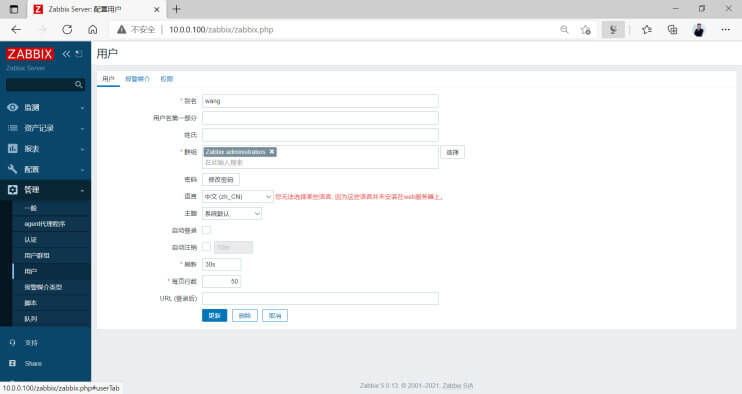 Zabbix Server: 配置用户
不安全 | 10.0.0.100/zabbix/zabbix.php
ZABBIX
Zabbix Server
监测
资产记录
报表
配置
管理
一般
agent代理程序
认证
用户群组
用户
报警媒介类型
脚本
队列
支持
Share
10.0.0.100/zabbix/zabbix.php#userTab
用户
用户 报警媒介 权限
* 别名 wang
用户名第一部分
姓氏
* 群组 Zabbix administrators 选择
在此输入搜索
密码 修改密码
语言 中文 (zh_CN) 您无法选择某些语言, 因为这些语言并未安装在web服务器上。
主题 系统默认
自动登录
自动注销 15m
* 刷新 30s
* 每页行数 50
URL (登录后)
更新 删除 取消
Zabbix 5.0.13. © 2001–2021, Zabbix SIA